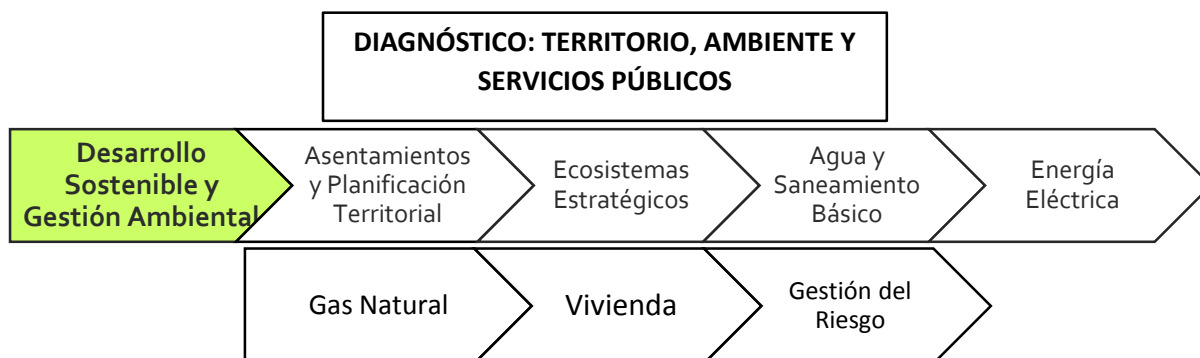 DIAGNÓSTICO: TERRITORIO, AMBIENTE Y
SERVICIOS PÚBLICOS
Desarrollo
Sostenible y
Gestión Ambiental
Asentamientos
y Planificación
Territorial
Ecosistemas
Estratégicos
Agua y
Saneamiento
Básico
Energía
Eléctrica
Gas Natural
Vivienda
Gestión del
Riesgo